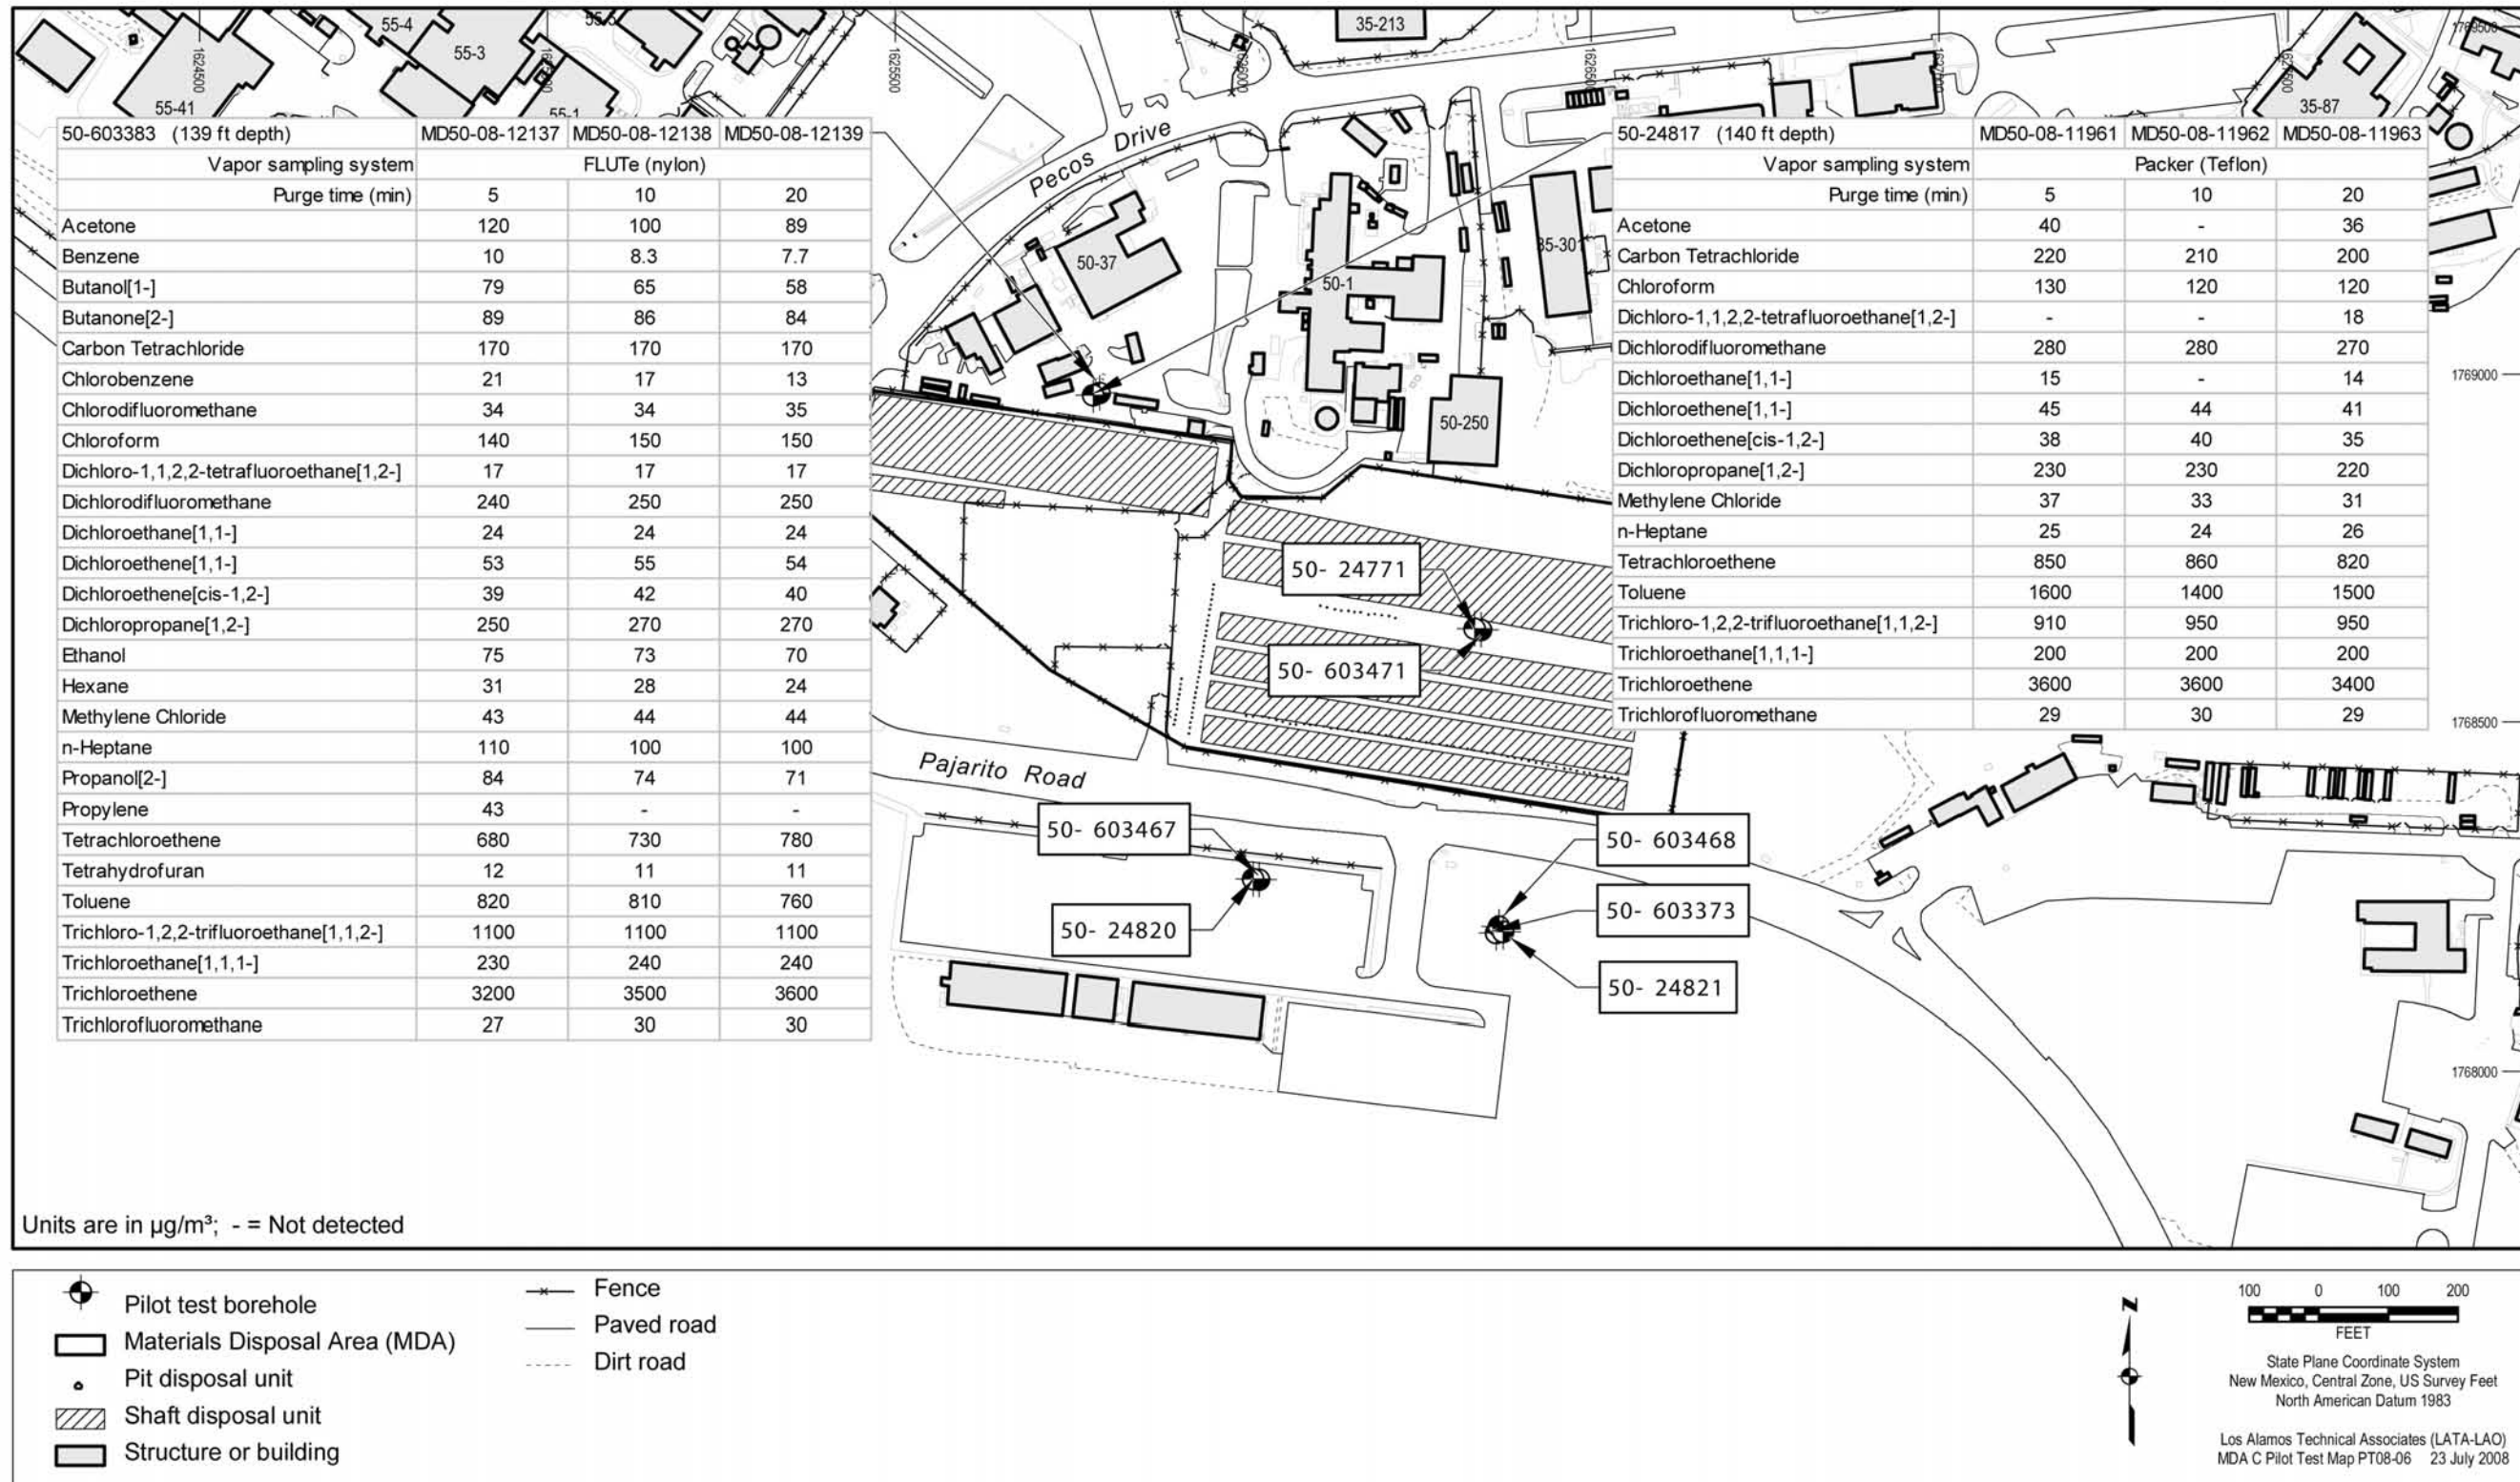 55-4
55-3
55-41
55-1
35-213
35-87
1624500
1625500
1769500
50-603383 (139 ft depth) MD50-08-12137 MD50-08-12138 MD50-08-12139
Vapor sampling system FLUTe (nylon)
Purge time (min) 5 10 20
Acetone 120 100 89
Benzene 10 8.3 7.7
Butanol[1-] 79 65 58
Butanone[2-] 89 86 84
Carbon Tetrachloride 170 170 170
Chlorobenzene 21 17 13
Chlorodifluoromethane 34 34 35
Chloroform 140 150 150
Dichloro-1,1,2,2-tetrafluoroethane[1,2-] 17 17 17
Dichlorodifluoromethane 240 250 250
Dichloroethane[1,1-] 24 24 24
Dichloroethene[1,1-] 53 55 54
Dichloroethene[cis-1,2-] 39 42 40
Dichloropropane[1,2-] 250 270 270
Ethanol 75 73 70
Hexane 31 28 24
Methylene Chloride 43 44 44
n-Heptane 110 100 100
Propanol[2-] 84 74 71
Propylene 43 - -
Tetrachloroethene 680 730 780
Tetrahydrofuran 12 11 11
Toluene 820 810 760
Trichloro-1,2,2-trifluoroethane[1,1,2-] 1100 1100 1100
Trichloroethane[1,1,1-] 230 240 240
Trichloroethene 3200 3500 3600
Trichlorofluoromethane 27 30 30
50-24817 (140 ft depth) MD50-08-11961 MD50-08-11962 MD50-08-11963
Vapor sampling system Packer (Teflon)
Purge time (min) 5 10 20
Acetone 40 - 36
Carbon Tetrachloride 220 210 200
Chloroform 130 120 120
Dichloro-1,1,2,2-tetrafluoroethane[1,2-] - - 18
Dichlorodifluoromethane 280 280 270
Dichloroethane[1,1-] 15 - 14
Dichloroethene[1,1-] 45 44 41
Dichloroethene[cis-1,2-] 38 40 35
Dichloropropane[1,2-] 230 230 220
Methylene Chloride 37 33 31
n-Heptane 25 24 26
Tetrachloroethene 850 860 820
Toluene 1600 1400 1500
Trichloro-1,2,2-trifluoroethane[1,1,2-] 910 950 950
Trichloroethane[1,1,1-] 200 200 200
Trichloroethene 3600 3600 3400
Trichlorofluoromethane 29 30 29
Pecos Drive
50-37
50-1
35-30
50-250
1769000
50- 24771
50- 603471
1768500
Pajarito Road
50- 603467
50- 603468
50- 603373
50- 24820
50- 24821
1768000
Units are in µg/m³; - = Not detected
Pilot test borehole
Materials Disposal Area (MDA)
Pit disposal unit
Shaft disposal unit
Structure or building
Fence
Paved road
Dirt road
N
100 0 100 200
FEET
State Plane Coordinate System
New Mexico, Central Zone, US Survey Feet
North American Datum 1983
Los Alamos Technical Associates (LATA-LAO)
MDA C Pilot Test Map PT08-06 23 July 2008